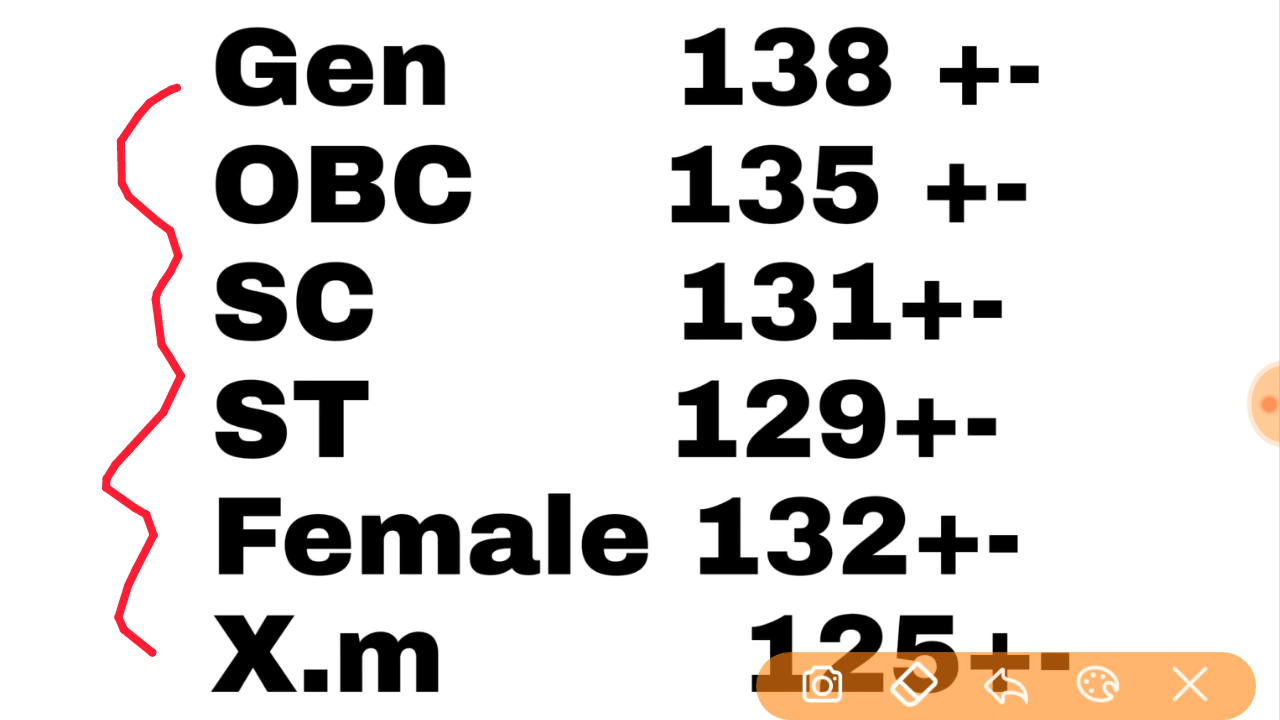 Gen 138 +-
OBC 135 +-
SC 131+-
ST 129+-
Female 132+-
X.m 125+-